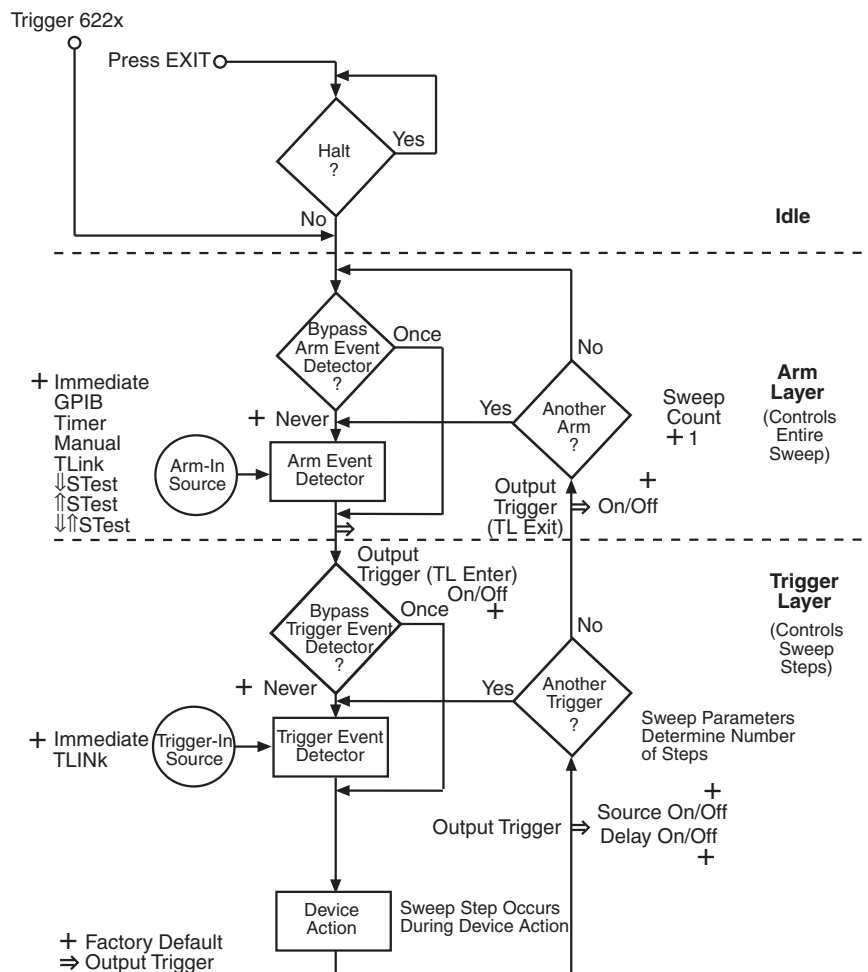 Trigger 622x
Press EXIT
Halt
?
Yes
No
Idle
Bypass
Arm Event
Detector
?
Once
+ Never
No
+ Immediate
GPIB
Timer
Manual
TLink
⇓STest
⇑STest
⇓⇑STest
Arm-In
Source
Arm Event
Detector
Yes
Another
Arm
?
Sweep
Count
+ 1
Arm
Layer
(Controls
Entire
Sweep)
Output
Trigger
(TL Exit)
⇒ On/Off
+
⇒
Output
Trigger (TL Enter)
On/Off
+
Bypass
Trigger Event
Detector
?
Once
+ Never
No
Trigger
Layer
(Controls
Sweep
Steps)
Yes
Another
Trigger
?
Sweep Parameters
Determine Number
of Steps
+ Immediate
TLINk
Trigger-In
Source
Trigger Event
Detector
Output Trigger ⇒
+
Source On/Off
Delay On/Off
+
Device
Action
Sweep Step Occurs
During Device Action
+ Factory Default
⇒ Output Trigger